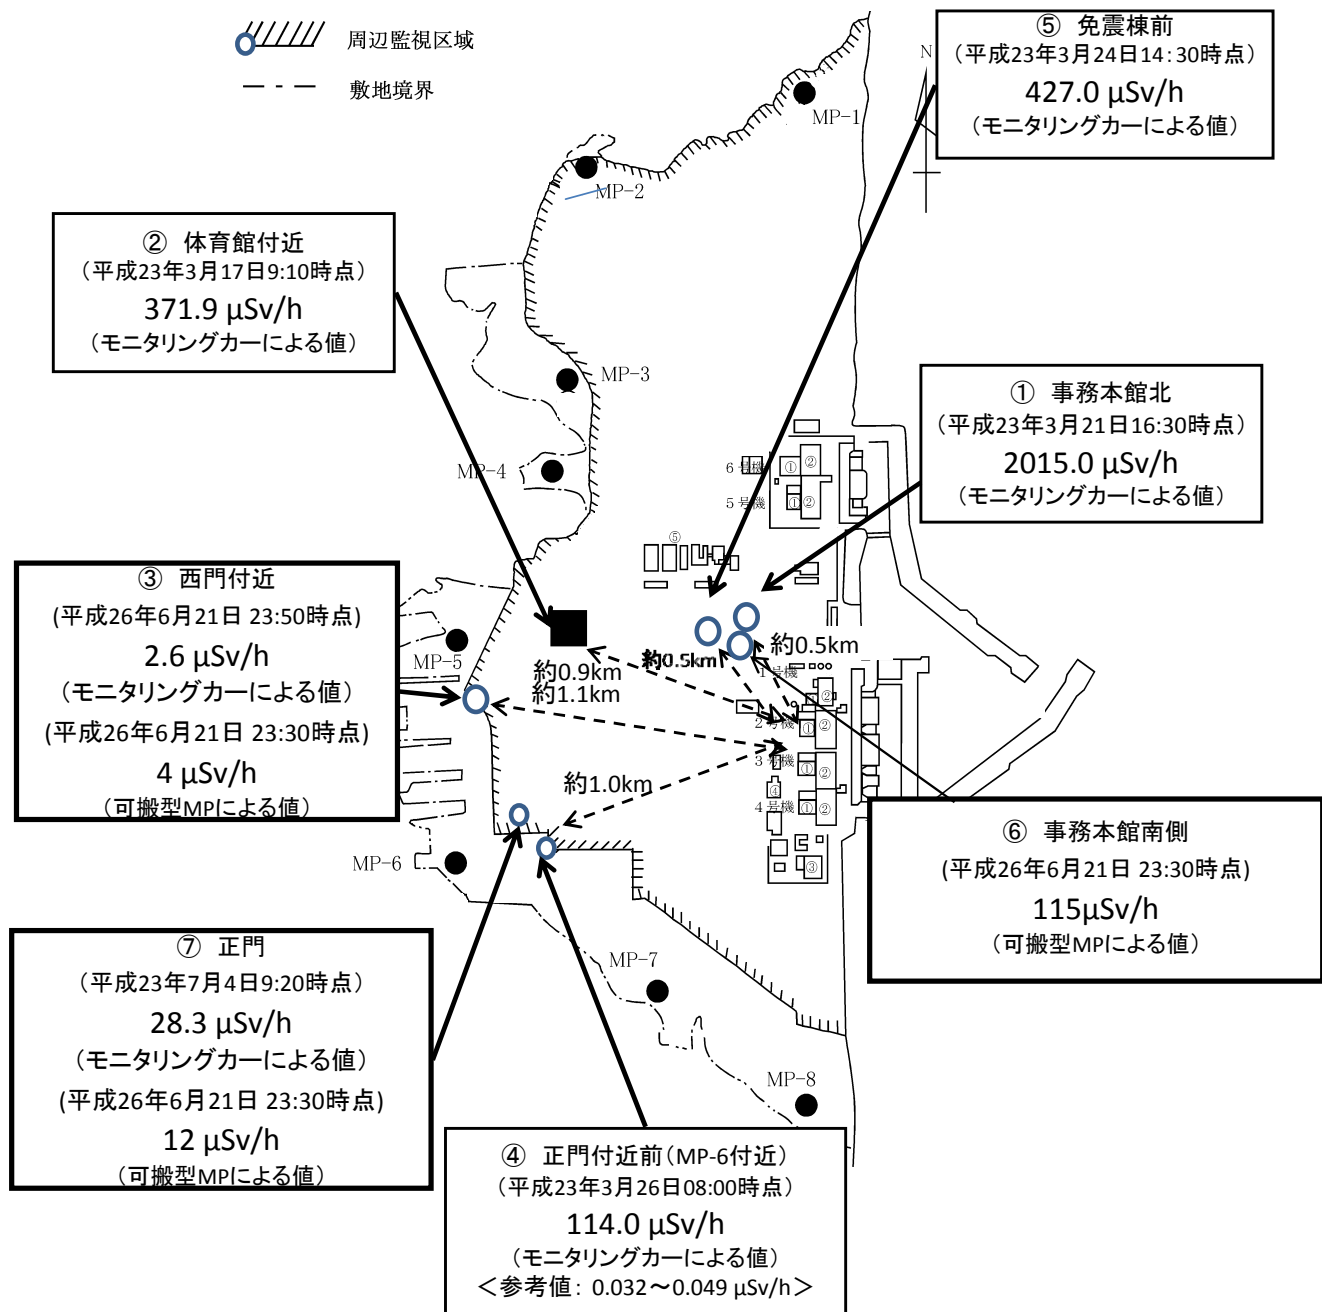 周辺監視区域
敷地境界
⑤ 免震棟前
（平成23年3月24日14:30時点）
427.0 μSv/h
（モニタリングカーによる値）
N
MP-1
MP-2
② 体育館付近
（平成23年3月17日9:10時点）
371.9 μSv/h
（モニタリングカーによる値）
MP-3
① 事務本館北
（平成23年3月21日16:30時点）
2015.0 μSv/h
（モニタリングカーによる値）
MP-4
6号機
① ②
5号機
① ②
⑤
③ 西門付近
(平成26年6月21日 23:50時点)
2.6 μSv/h
（モニタリングカーによる値）
(平成26年6月21日 23:30時点)
4 μSv/h
（可搬型MPによる値）
MP-5
約0.9km
約1.1km
約0.5km
約0.5km
1号機
②
2号機
① ②
3号機
① ②
約1.0km
④
4号機
① ②
③
MP-6
⑥ 事務本館南側
(平成26年6月21日 23:30時点)
115μSv/h
（可搬型MPによる値）
⑦ 正門
（平成23年7月4日9:20時点）
28.3 μSv/h
（モニタリングカーによる値）
(平成26年6月21日 23:30時点)
12 μSv/h
（可搬型MPによる値）
MP-7
MP-8
④ 正門付近前（MP-6付近）
（平成23年3月26日08:00時点）
114.0 μSv/h
（モニタリングカーによる値）
＜参考値： 0.032～0.049 μSv/h＞